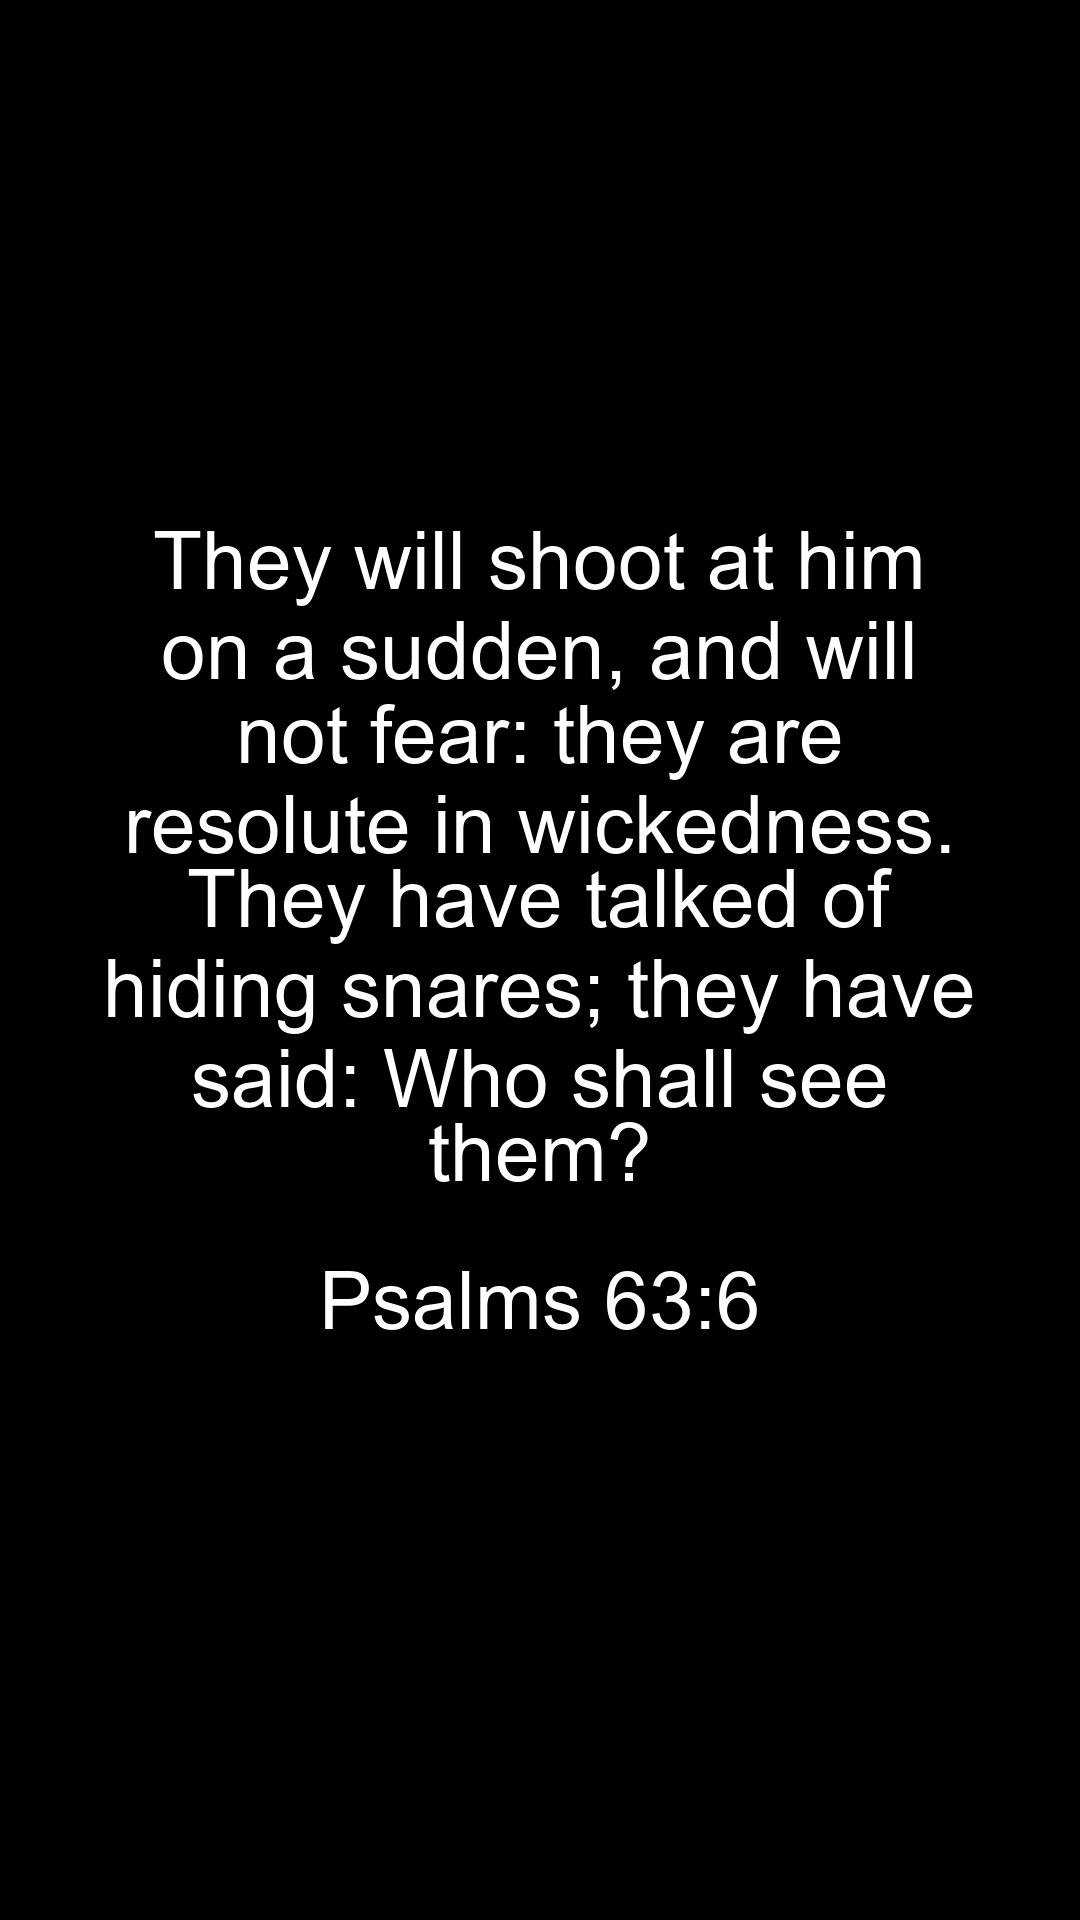 They will shoot at him
on a sudden, and will
not fear: they are
resolute in wickedness.
They have talked of
hiding snares; they have
said: Who shall see
them?
Psalms 63:6